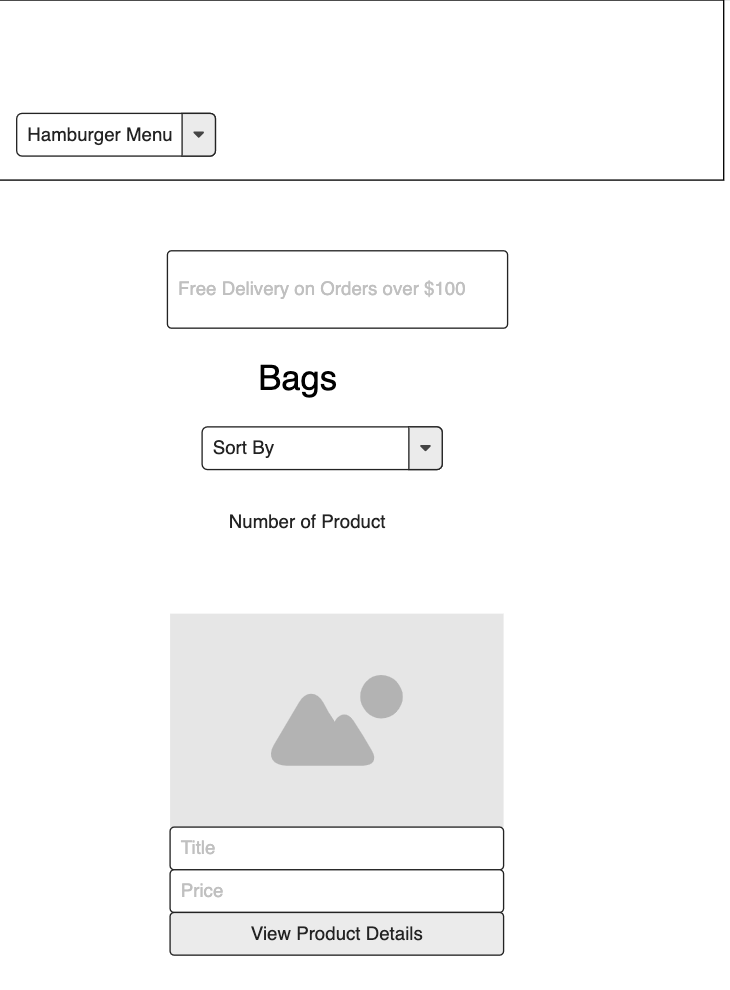 Hamburger Menu
Free Delivery on Orders over $100
Bags
Sort By
Number of Product
Title
Price
View Product Details